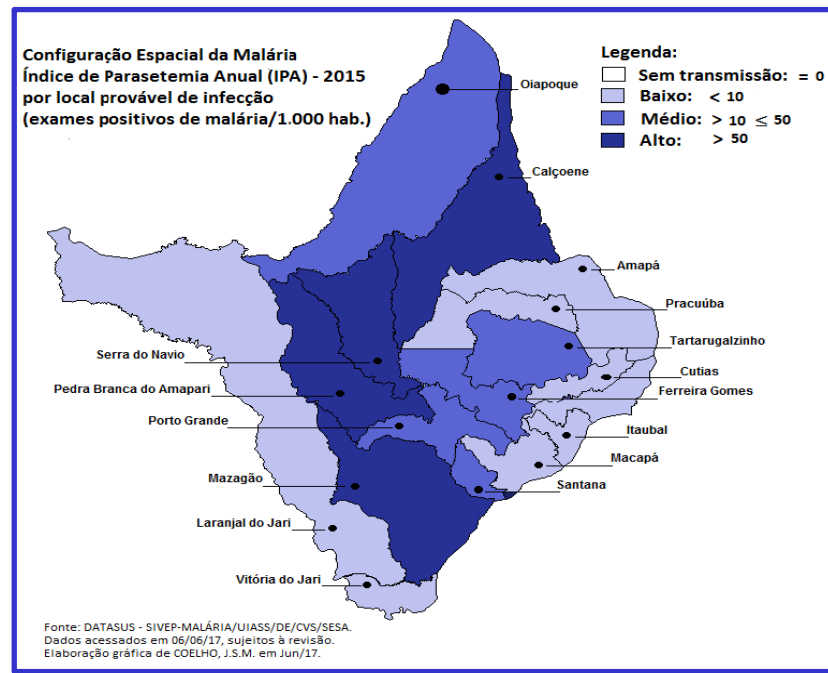 Configuração Espacial da Malária
Índice de Parasetemia Anual (IPA) - 2015
por local provável de infecção
(exames positivos de malária/1.000 hab.)
Legenda:
Sem transmissão: = 0
Baixo: < 10
Médio: > 10 ≤ 50
Alto: > 50
Oiapoque
Calçoene
Amapá
Pracuúba
Tartarugalzinho
Serra do Navio
Cutias
Pedra Branca do Amapari
Ferreira Gomes
Porto Grande
Itaubal
Macapá
Mazagão
Santana
Laranjal do Jari
Vitória do Jari
Fonte: DATASUS - SIVEP-MALÁRIA/UIASS/DE/CVS/SESA.
Dados acessados em 06/06/17, sujeitos à revisão.
Elaboração gráfica de COELHO, J.S.M. em Jun/17.